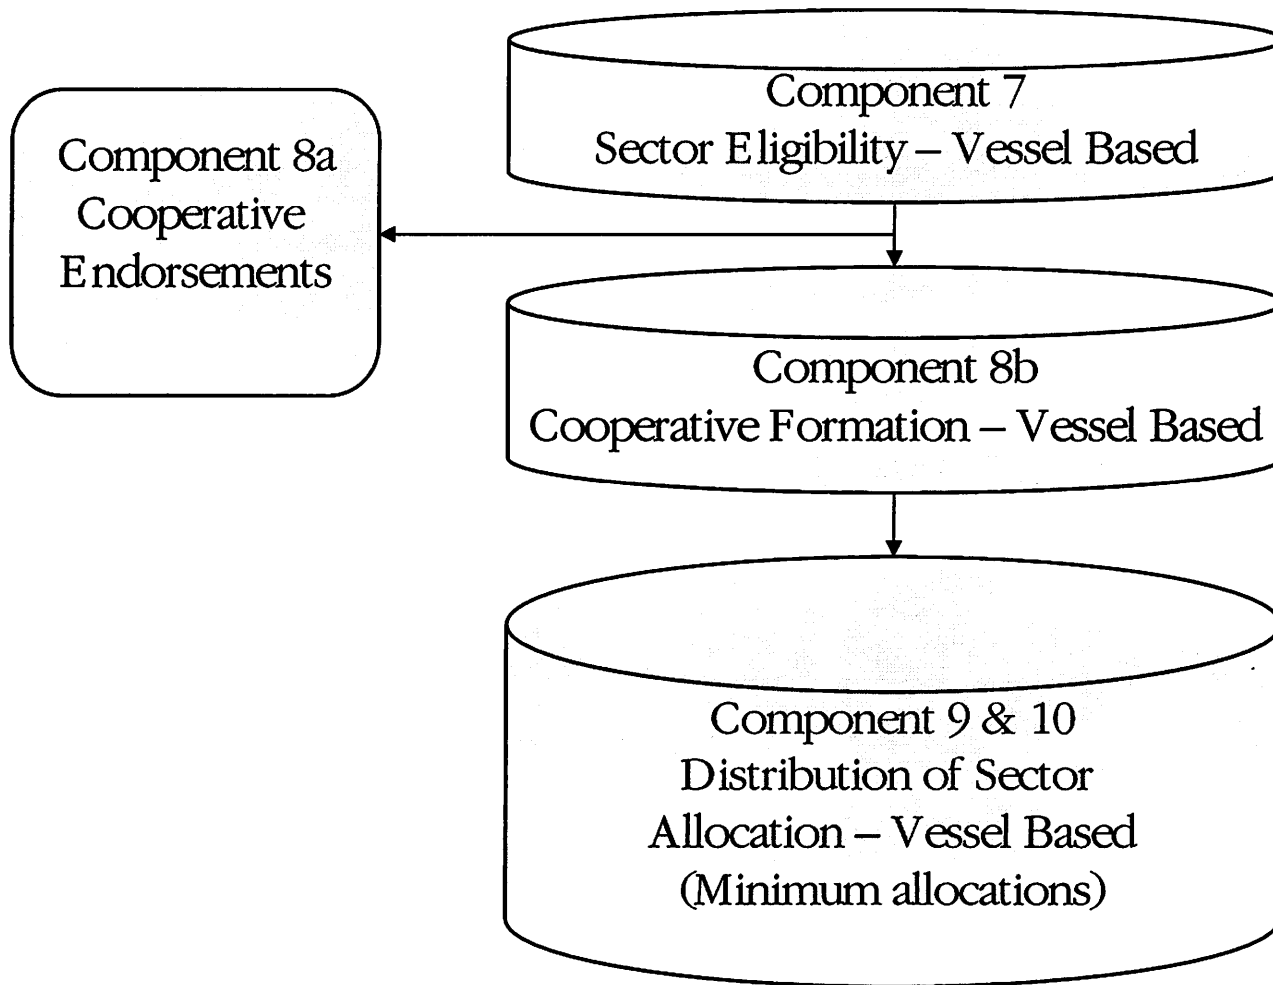 Component 7
Sector Eligibility – Vessel Based
Component 8a
Cooperative
Endorsements
Component 8b
Cooperative Formation – Vessel Based
Component 9 & 10
Distribution of Sector
Allocation – Vessel Based
(Minimum allocations)